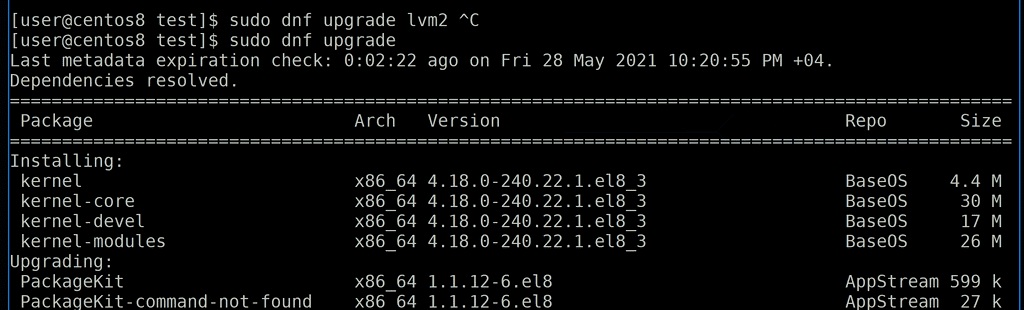 [user@centos8 test]$ sudo dnf upgrade lvm2 ^C
[user@centos8 test]$ sudo dnf upgrade
Last metadata expiration check: 0:02:22 ago on Fri 28 May 2021 10:20:55 PM +04.
Dependencies resolved.
================================================================================================
 Package                         Arch   Version                                 Repo       Size
================================================================================================
Installing:
 kernel                          x86_64 4.18.0-240.22.1.el8_3                   BaseOS    4.4 M
 kernel-core                     x86_64 4.18.0-240.22.1.el8_3                   BaseOS     30 M
 kernel-devel                    x86_64 4.18.0-240.22.1.el8_3                   BaseOS     17 M
 kernel-modules                  x86_64 4.18.0-240.22.1.el8_3                   BaseOS     26 M
Upgrading:
 PackageKit                      x86_64 1.1.12-6.el8                            AppStream 599 k
 PackageKit-command-not-found    x86_64 1.1.12-6.el8                            AppStream  27 k